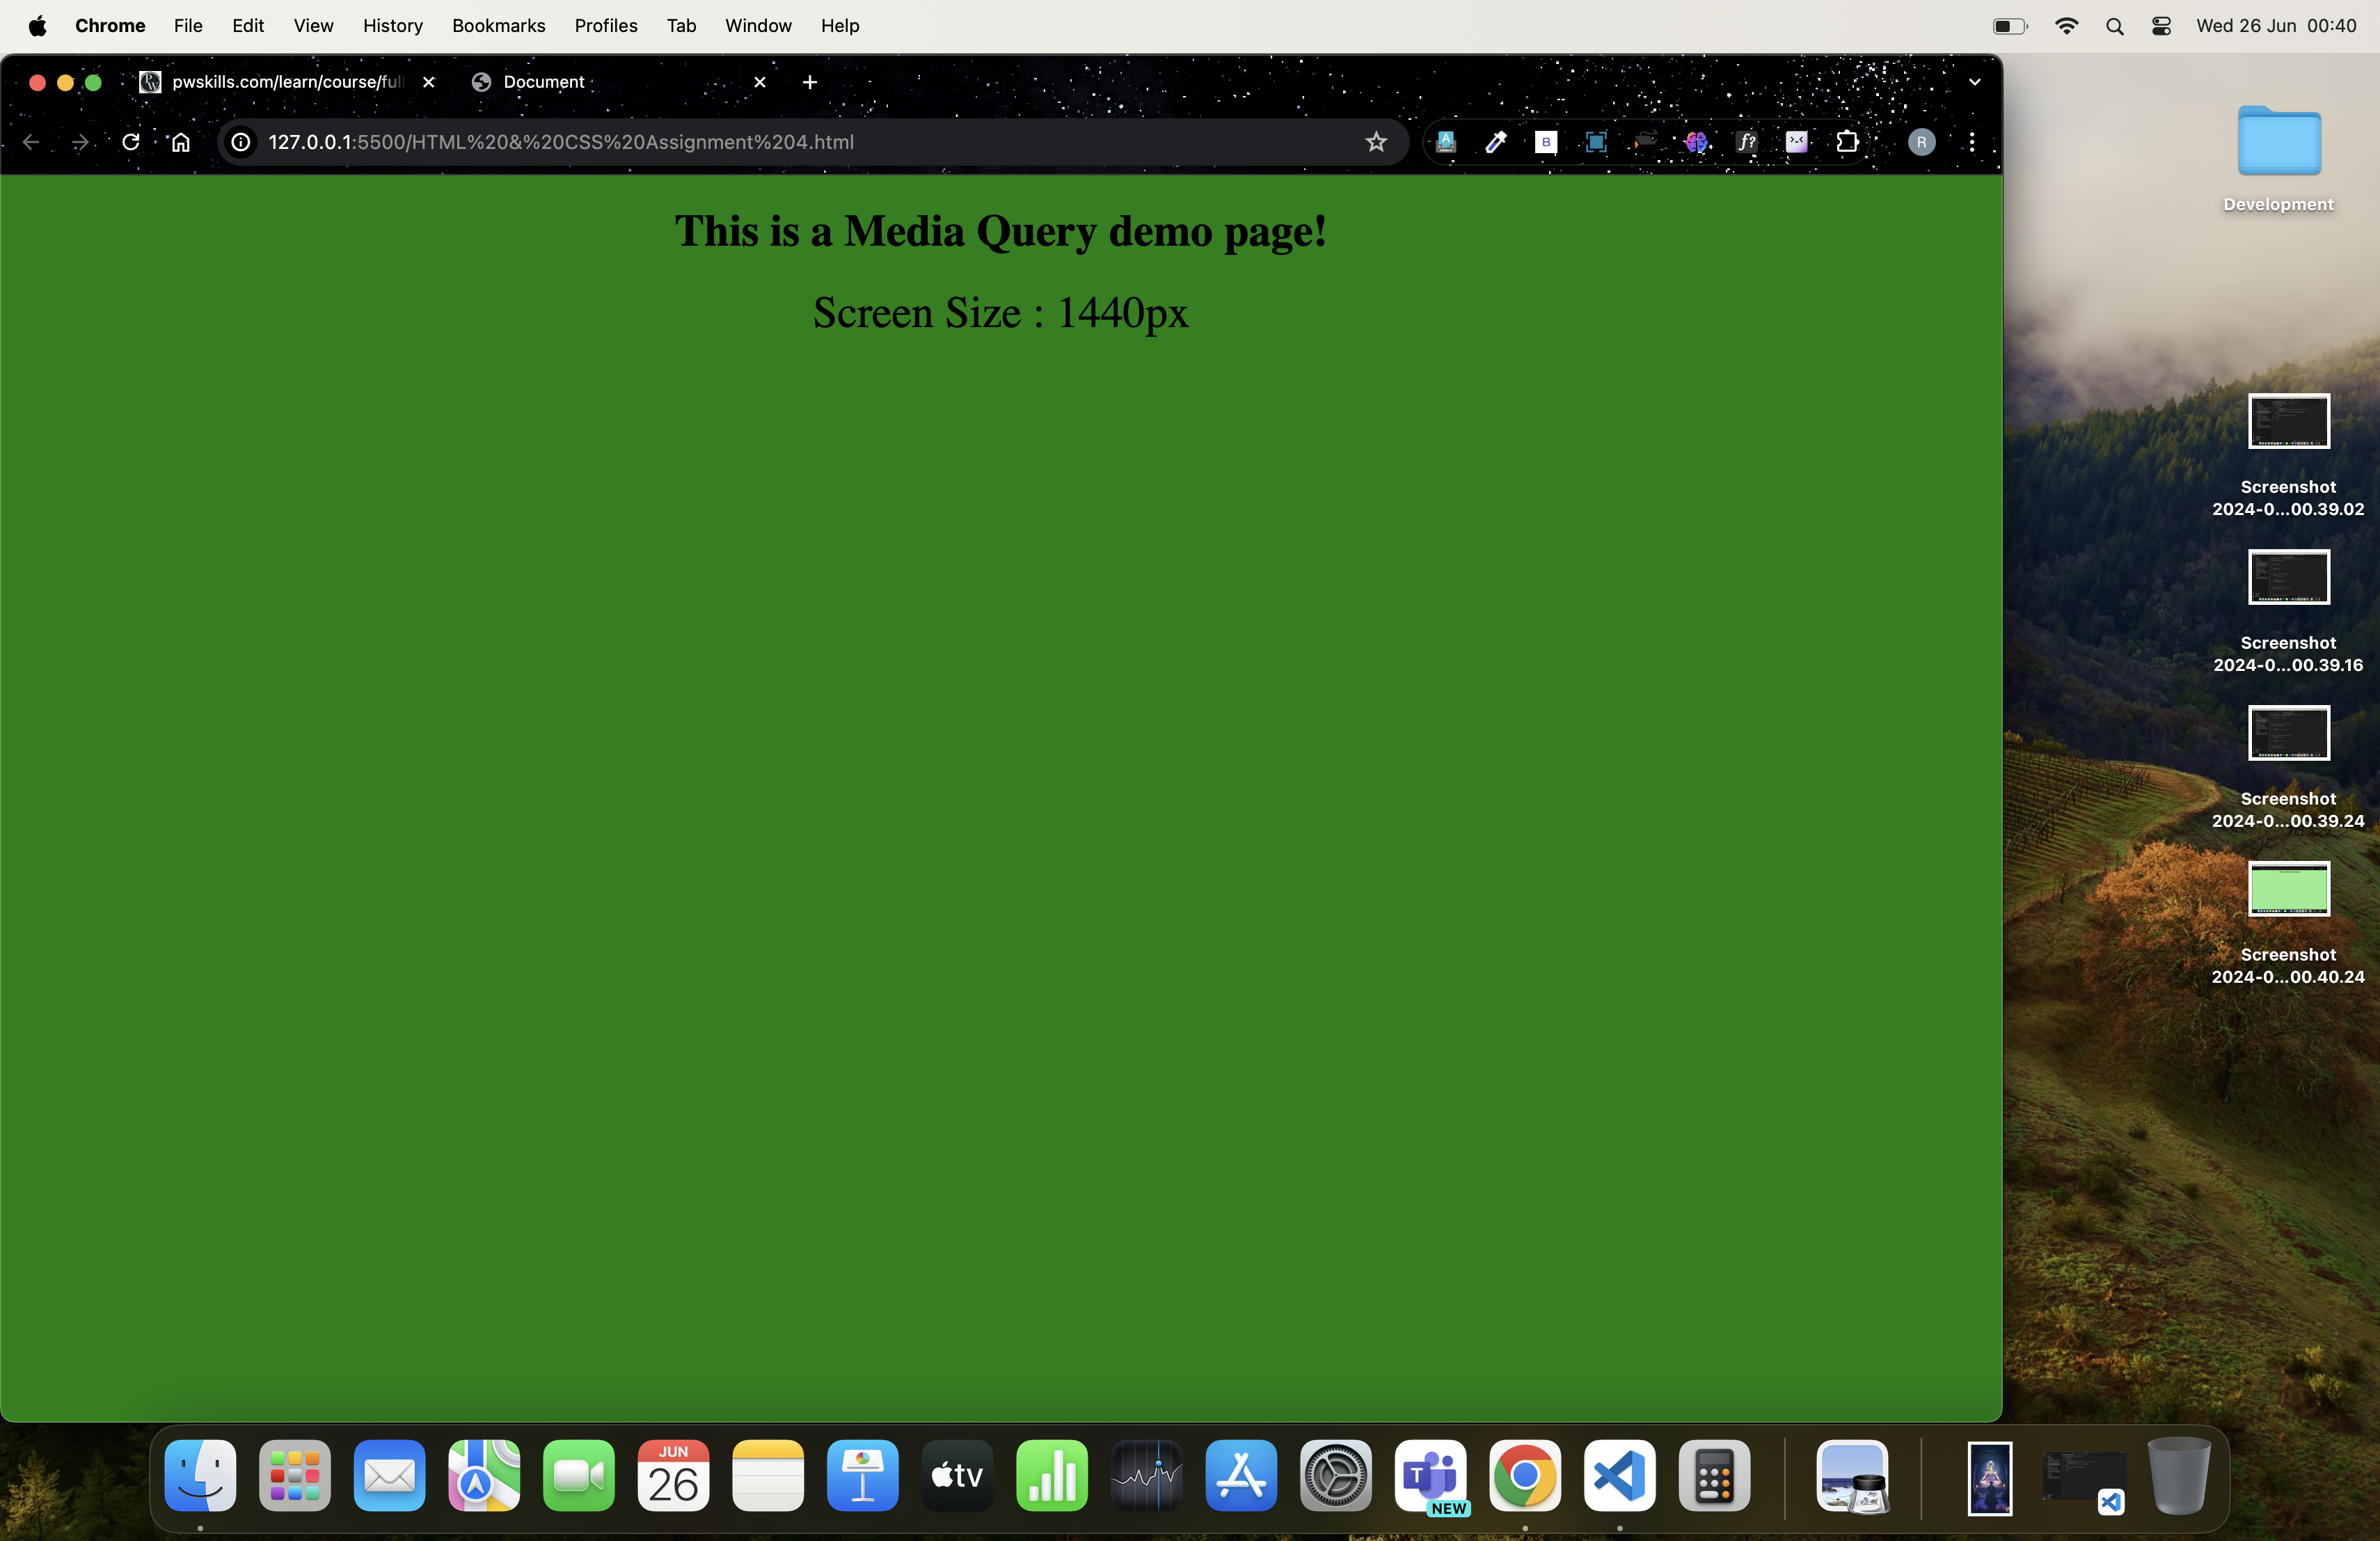 Chrome File Edit View History Bookmarks Profiles Tab Window Help Wed 26 Jun 00:40
pwskills.com/learn/course/full Document
127.0.0.1:5500/HTML%20&%20CSS%20Assignment%204.html
B
f?
R
This is a Media Query demo page!
Screen Size : 1440px
Development
Screenshot
2024-0...00.39.02
Screenshot
2024-0...00.39.16
Screenshot
2024-0...00.39.24
Screenshot
2024-0...00.40.24
JUN
26
tv
T
NEW